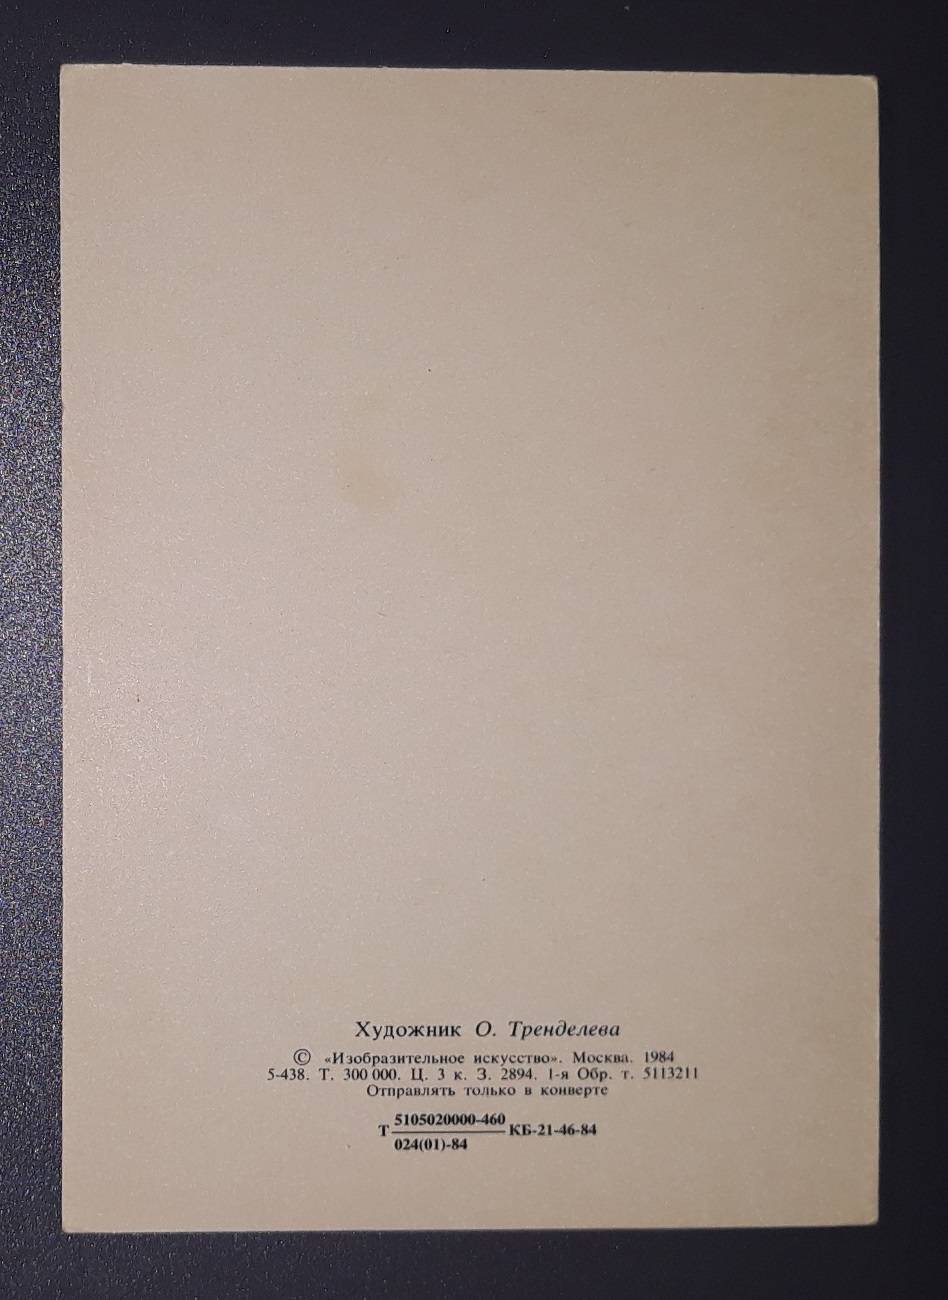 Художник О. Тренделева
© «Изобразительное искусство». Москва. 1984
5-438. Т. 300 000. Ц. 3 к. З. 2894. 1-я Обр. т. 5113211
Отправлять только в конверте
5105020000-460
Т КБ-21-46-84
024(01)-84